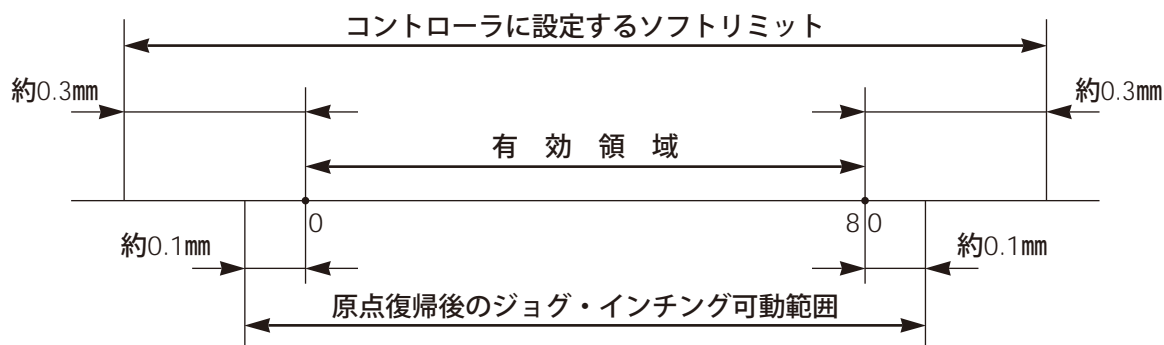 コントローラに設定するソフトリミット
約0.3㎜
約0.3㎜
有 効 領 域
0
80
約0.1㎜
約0.1㎜
原点復帰後のジョグ・インチング可動範囲